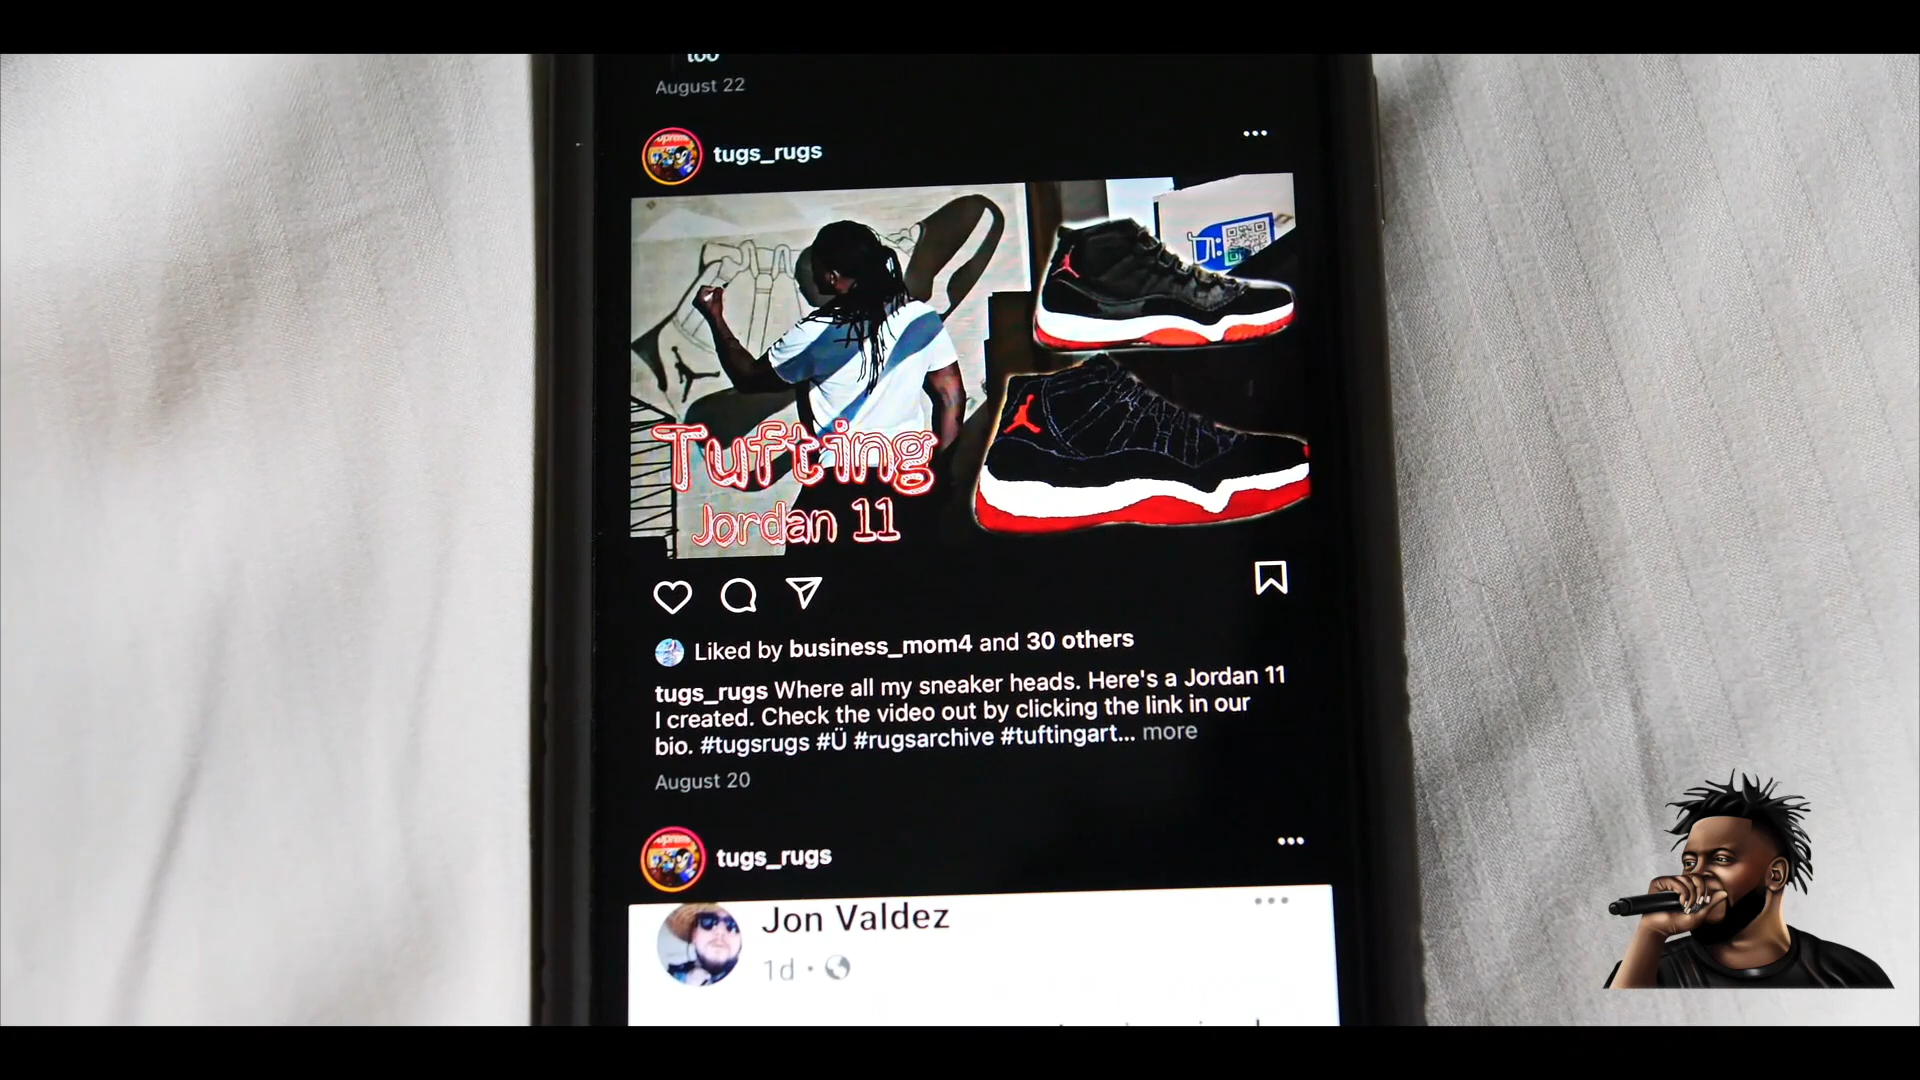 too
August 22
tugs_rugs
Tufting
Jordan 11
Liked by business_mom4 and 30 others
tugs_rugs Where all my sneaker heads. Here's a Jordan 11
I created. Check the video out by clicking the link in our
bio. #tugsrugs #Ü #rugsarchive #tuftingart... more
August 20
tugs_rugs
Jon Valdez
1d ·